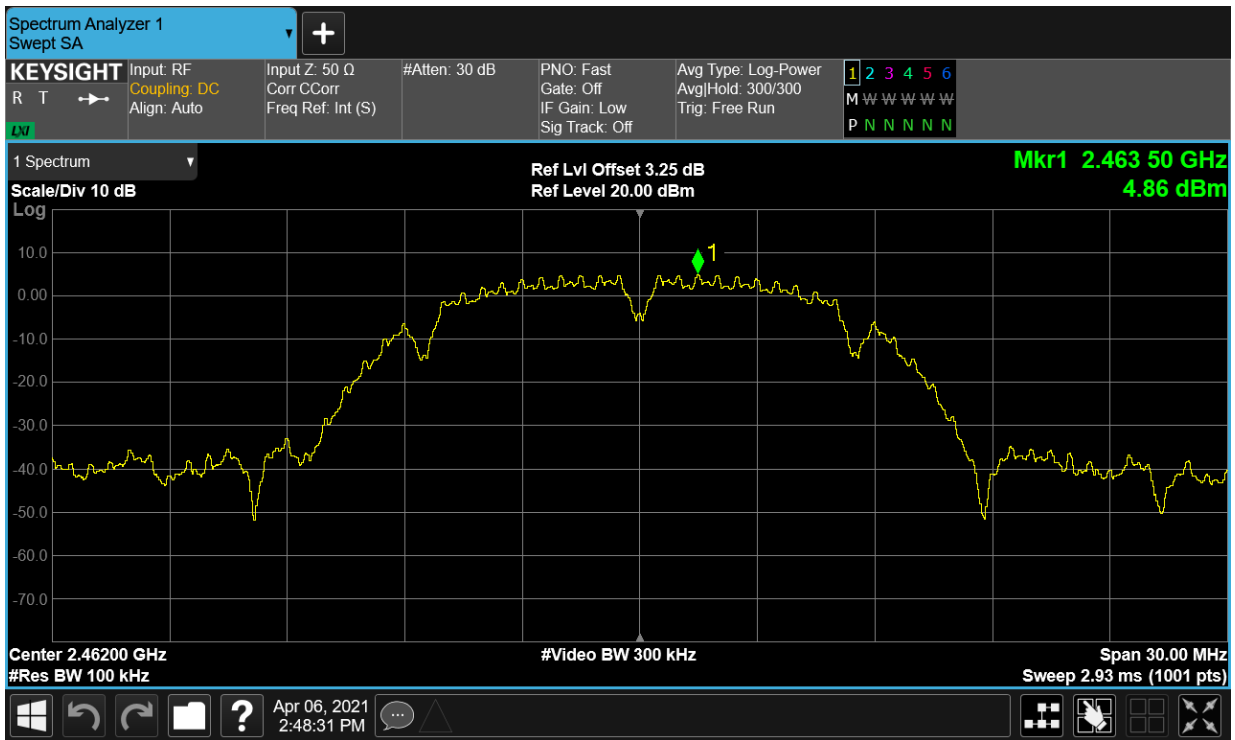 Spectrum Analyzer 1
Swept SA
+
KEYSIGHT
R T
LXI
Input: RF
Coupling: DC
Align: Auto
Input Z: 50 Ω
Corr CCorr
Freq Ref: Int (S)
#Atten: 30 dB
PNO: Fast
Gate: Off
IF Gain: Low
Sig Track: Off
Avg Type: Log-Power
Avg|Hold: 300/300
Trig: Free Run
1 2 3 4 5 6
M W W W W W
P N N N N N
1 Spectrum
Scale/Div 10 dB
Log
Ref Lvl Offset 3.25 dB
Ref Level 20.00 dBm
Mkr1 2.463 50 GHz
4.86 dBm
1
10.0
0.00
-10.0
-20.0
-30.0
-40.0
-50.0
-60.0
-70.0
Center 2.46200 GHz
#Res BW 100 kHz
#Video BW 300 kHz
Span 30.00 MHz
Sweep 2.93 ms (1001 pts)
?
Apr 06, 2021
2:48:31 PM